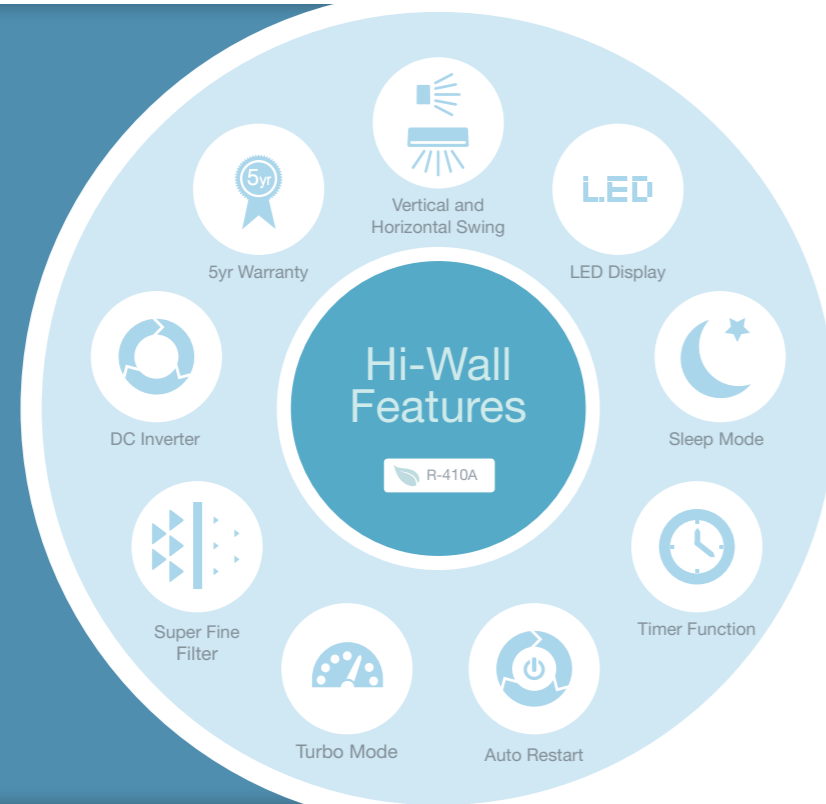 Vertical and
Horizontal Swing
LED
LED Display
Sleep Mode
Timer Function
Auto Restart
Turbo Mode
Super Fine
Filter
DC Inverter
5yr
5yr Warranty
Hi-Wall
Features
R-410A